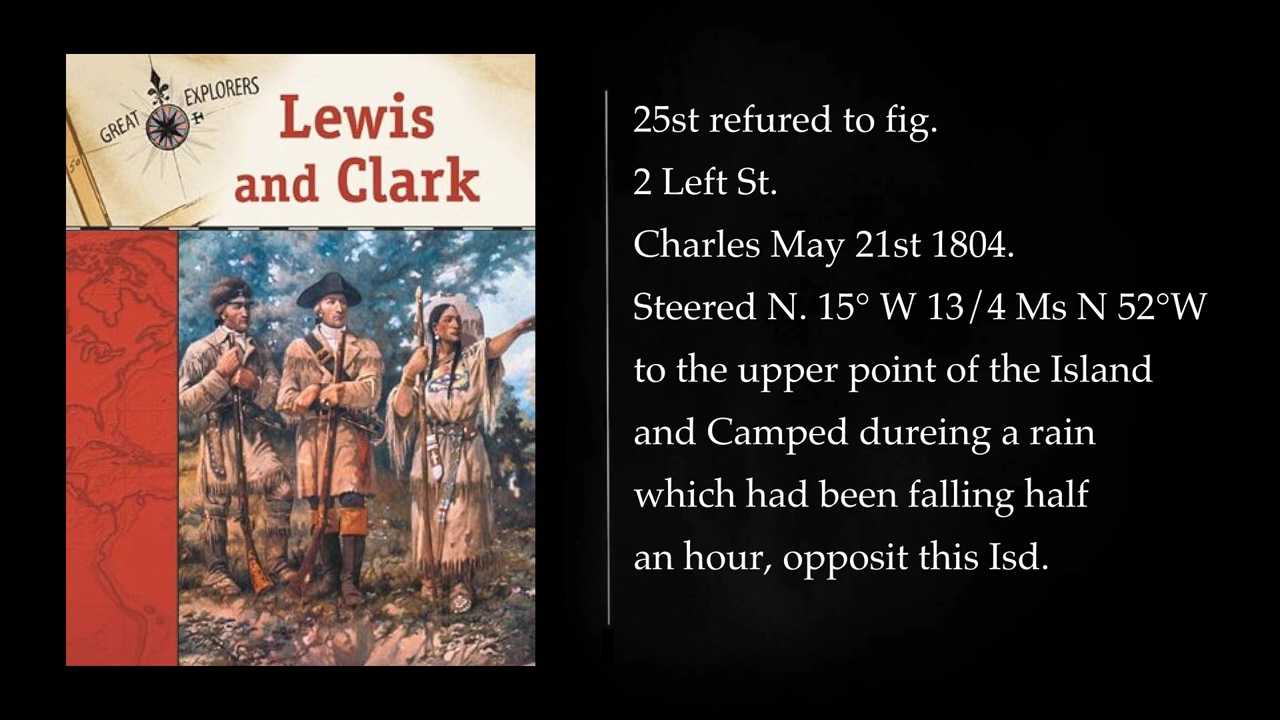 GREAT EXPLORERS
Lewis
and Clark
50
25st refured to fig.
2 Left St.
Charles May 21st 1804.
Steered N. 15° W 13/4 Ms N 52°W
to the upper point of the Island
and Camped dureing a rain
which had been falling half
an hour, opposit this Isd.